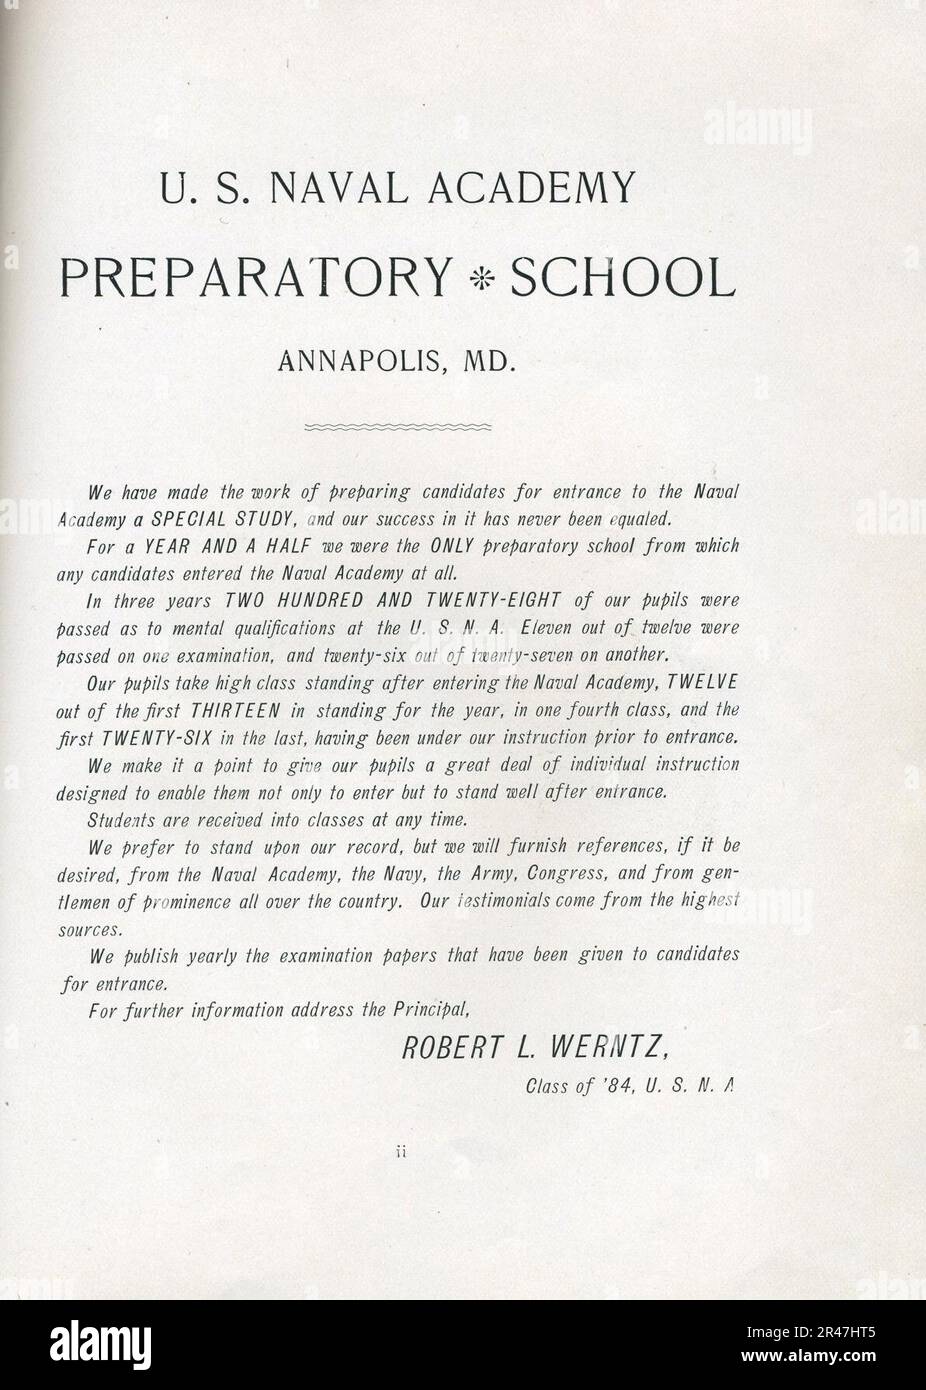 U. S. NAVAL ACADEMY
PREPARATORY ❊ SCHOOL
ANNAPOLIS, MD.
We have made the work of preparing candidates for entrance to the Naval
Academy a SPECIAL STUDY, and our success in it has never been equaled.
For a YEAR AND A HALF we were the ONLY preparatory school from which
any candidates entered the Naval Academy at all.
In three years TWO HUNDRED AND TWENTY-EIGHT of our pupils were
passed as to mental qualifications at the U. S. N. A. Eleven out of twelve were
passed on one examination, and twenty-six out of twenty-seven on another.
Our pupils take high class standing after entering the Naval Academy, TWELVE
out of the first THIRTEEN in standing for the year, in one fourth class, and the
first TWENTY-SIX in the last, having been under our instruction prior to entrance.
We make it a point to give our pupils a great deal of individual instruction
designed to enable them not only to enter but to stand well after entrance.
Students are received into classes at any time.
We prefer to stand upon our record, but we will furnish references, if it be
desired, from the Naval Academy, the Navy, the Army, Congress, and from gen-
tlemen of prominence all over the country. Our testimonials come from the highest
sources.
We publish yearly the examination papers that have been given to candidates
for entrance.
For further information address the Principal,
ROBERT L. WERNTZ,
Class of '84, U. S. N. A
ii
alamy
alamy
alamy
alamy
Image ID: 2R47HT5
www.alamy.com